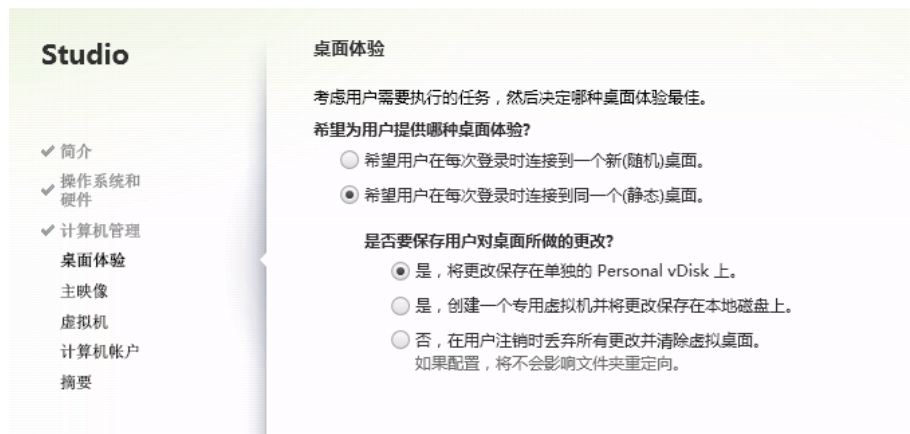 Studio
简介
操作系统和
硬件
计算机管理
桌面体验
主映像
虚拟机
计算机帐户
摘要
桌面体验
考虑用户需要执行的任务，然后决定哪种桌面体验最佳。
希望为用户提供哪种桌面体验?
希望用户在每次登录时连接到一个新(随机)桌面。
希望用户在每次登录时连接到同一个(静态)桌面。
是否要保存用户对桌面所做的更改?
是，将更改保存在单独的 Personal vDisk 上。
是，创建一个专用虚拟机并将更改保存在本地磁盘上。
否，在用户注销时丢弃所有更改并清除虚拟桌面。
如果配置，将不会影响文件夹重定向。